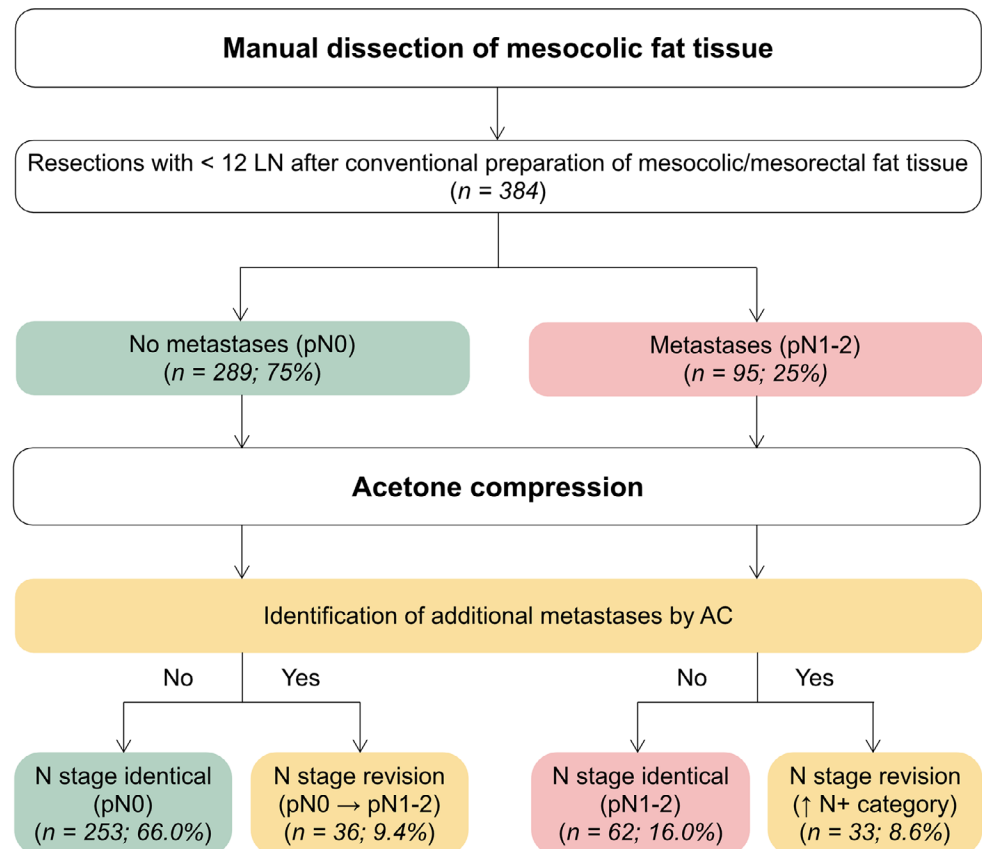 Manual dissection of mesocolic fat tissue
Resections with < 12 LN after conventional preparation of mesocolic/mesorectal fat tissue
(n = 384)
No metastases (pN0)
(n = 289; 75%)
Metastases (pN1-2)
(n = 95; 25%)
Acetone compression
Identification of additional metastases by AC
No
Yes
No
Yes
N stage identical
(pN0)
(n = 253; 66.0%)
N stage revision
(pN0 → pN1-2)
(n = 36; 9.4%)
N stage identical
(pN1-2)
(n = 62; 16.0%)
N stage revision
(↑ N+ category)
(n = 33; 8.6%)